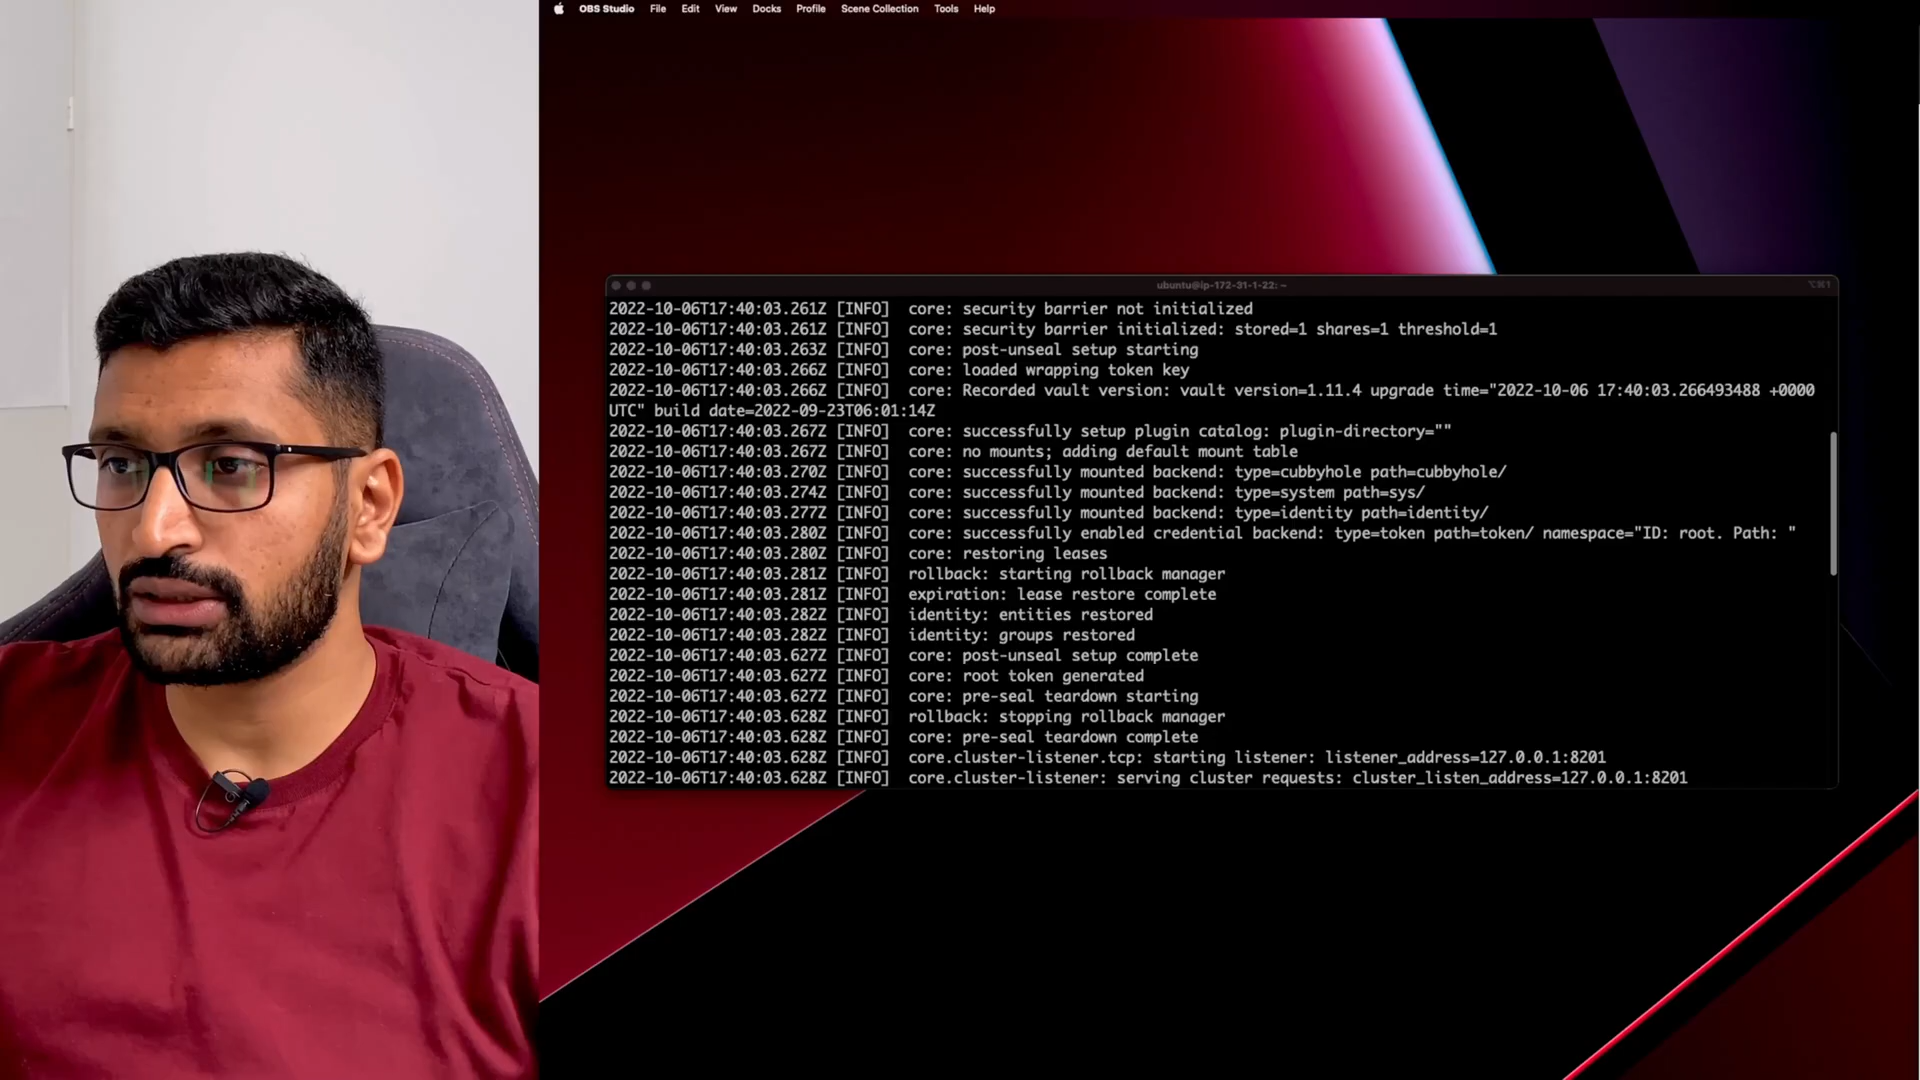 OBS Studio File Edit View Docks Profile Scene Collection Tools Help
ubuntu@ip-172-31-1-22: ~ ⌥⌘1
2022-10-06T17:40:03.261Z [INFO]  core: security barrier not initialized
2022-10-06T17:40:03.261Z [INFO]  core: security barrier initialized: stored=1 shares=1 threshold=1
2022-10-06T17:40:03.263Z [INFO]  core: post-unseal setup starting
2022-10-06T17:40:03.266Z [INFO]  core: loaded wrapping token key
2022-10-06T17:40:03.266Z [INFO]  core: Recorded vault version: vault version=1.11.4 upgrade time="2022-10-06 17:40:03.266493488 +0000
UTC" build date=2022-09-23T06:01:14Z
2022-10-06T17:40:03.267Z [INFO]  core: successfully setup plugin catalog: plugin-directory=""
2022-10-06T17:40:03.267Z [INFO]  core: no mounts; adding default mount table
2022-10-06T17:40:03.270Z [INFO]  core: successfully mounted backend: type=cubbyhole path=cubbyhole/
2022-10-06T17:40:03.274Z [INFO]  core: successfully mounted backend: type=system path=sys/
2022-10-06T17:40:03.277Z [INFO]  core: successfully mounted backend: type=identity path=identity/
2022-10-06T17:40:03.280Z [INFO]  core: successfully enabled credential backend: type=token path=token/ namespace="ID: root. Path: "
2022-10-06T17:40:03.280Z [INFO]  core: restoring leases
2022-10-06T17:40:03.281Z [INFO]  rollback: starting rollback manager
2022-10-06T17:40:03.281Z [INFO]  expiration: lease restore complete
2022-10-06T17:40:03.282Z [INFO]  identity: entities restored
2022-10-06T17:40:03.282Z [INFO]  identity: groups restored
2022-10-06T17:40:03.627Z [INFO]  core: post-unseal setup complete
2022-10-06T17:40:03.627Z [INFO]  core: root token generated
2022-10-06T17:40:03.627Z [INFO]  core: pre-seal teardown starting
2022-10-06T17:40:03.628Z [INFO]  rollback: stopping rollback manager
2022-10-06T17:40:03.628Z [INFO]  core: pre-seal teardown complete
2022-10-06T17:40:03.628Z [INFO]  core.cluster-listener.tcp: starting listener: listener_address=127.0.0.1:8201
2022-10-06T17:40:03.628Z [INFO]  core.cluster-listener: serving cluster requests: cluster_listen_address=127.0.0.1:8201